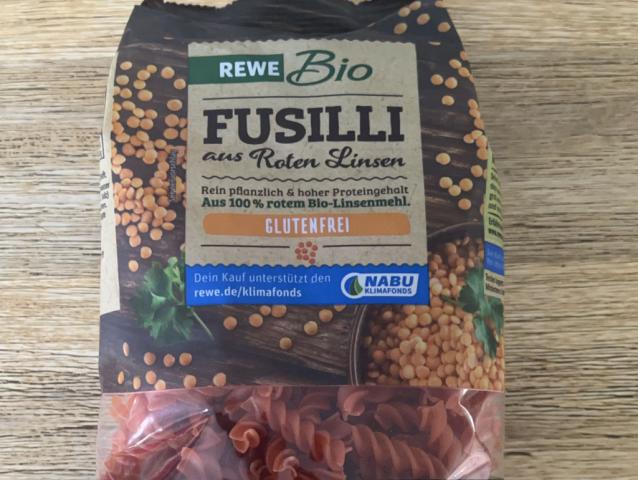 REWE Bio
FUSILLI
aus Roten Linsen
Rein pflanzlich & hoher Proteingehalt
Aus 100 % rotem Bio-Linsenmehl.
GLUTENFREI
Dein Kauf unterstützt den
rewe.de/klimafonds
NABU
KLIMAFONDS